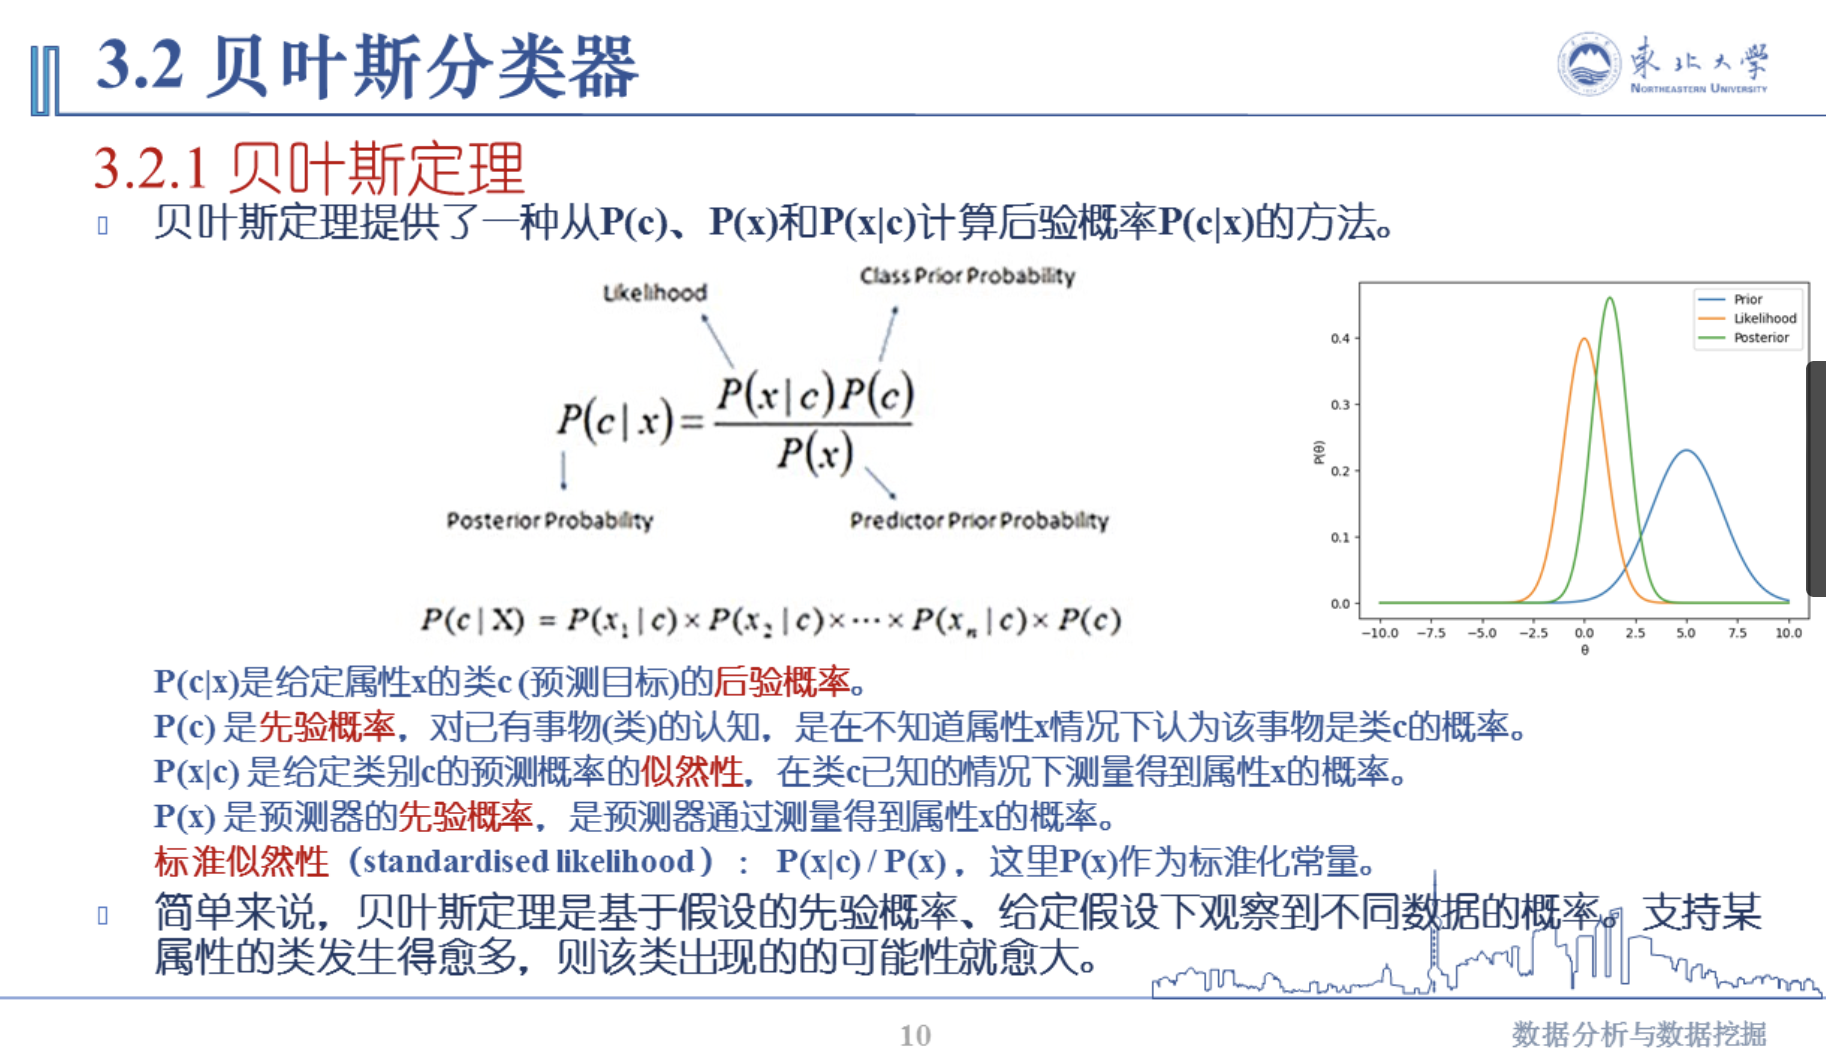 3.2 贝叶斯分类器
東北大學
NORTHEASTERN UNIVERSITY
3.2.1 贝叶斯定理
贝叶斯定理提供了一种从P(c)、P(x)和P(x|c)计算后验概率P(c|x)的方法。
Likelihood
Class Prior Probability
P(c | x) = P(x | c)P(c) / P(x)
Posterior Probability
Predictor Prior Probability
P(c | X) = P(x₁ | c) × P(x₂ | c) × ··· × P(xₙ | c) × P(c)
Prior
Likelihood
Posterior
P(θ)
0.4
0.3
0.2
0.1
0.0
−10.0 −7.5 −5.0 −2.5 0.0 2.5 5.0 7.5 10.0
θ
P(c|x)是给定属性x的类c (预测目标)的后验概率。
P(c) 是先验概率，对已有事物(类)的认知，是在不知道属性x情况下认为该事物是类c的概率。
P(x|c) 是给定类别c的预测概率的似然性，在类c已知的情况下测量得到属性x的概率。
P(x) 是预测器的先验概率，是预测器通过测量得到属性x的概率。
标准似然性（standardised likelihood）： P(x|c) / P(x)，这里P(x)作为标准化常量。
简单来说，贝叶斯定理是基于假设的先验概率、给定假设下观察到不同数据的概率。支持某
属性的类发生得愈多，则该类出现的的可能性就愈大。
10
数据分析与数据挖掘